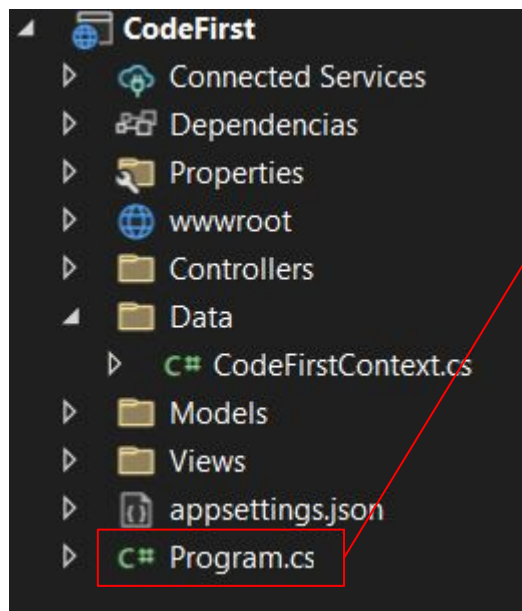 CodeFirst
Connected Services
Dependencias
Properties
wwwroot
Controllers
Data
C# CodeFirstContext.cs
Models
Views
appsettings.json
C# Program.cs